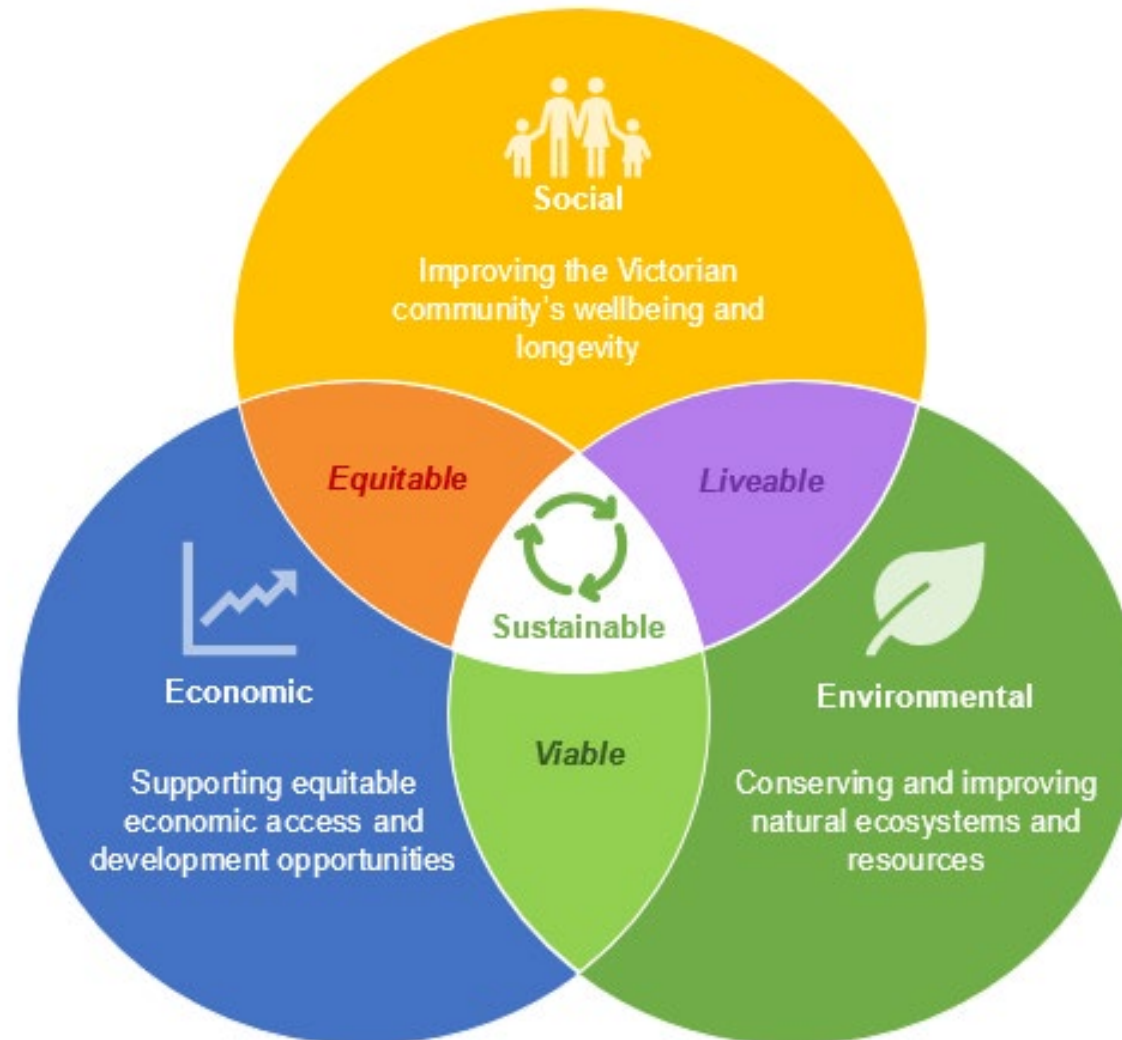 Social
Improving the Victorian
community's wellbeing and
longevity
Equitable
Liveable
Sustainable
Economic
Supporting equitable
economic access and
development opportunities
Viable
Environmental
Conserving and improving
natural ecosystems and
resources